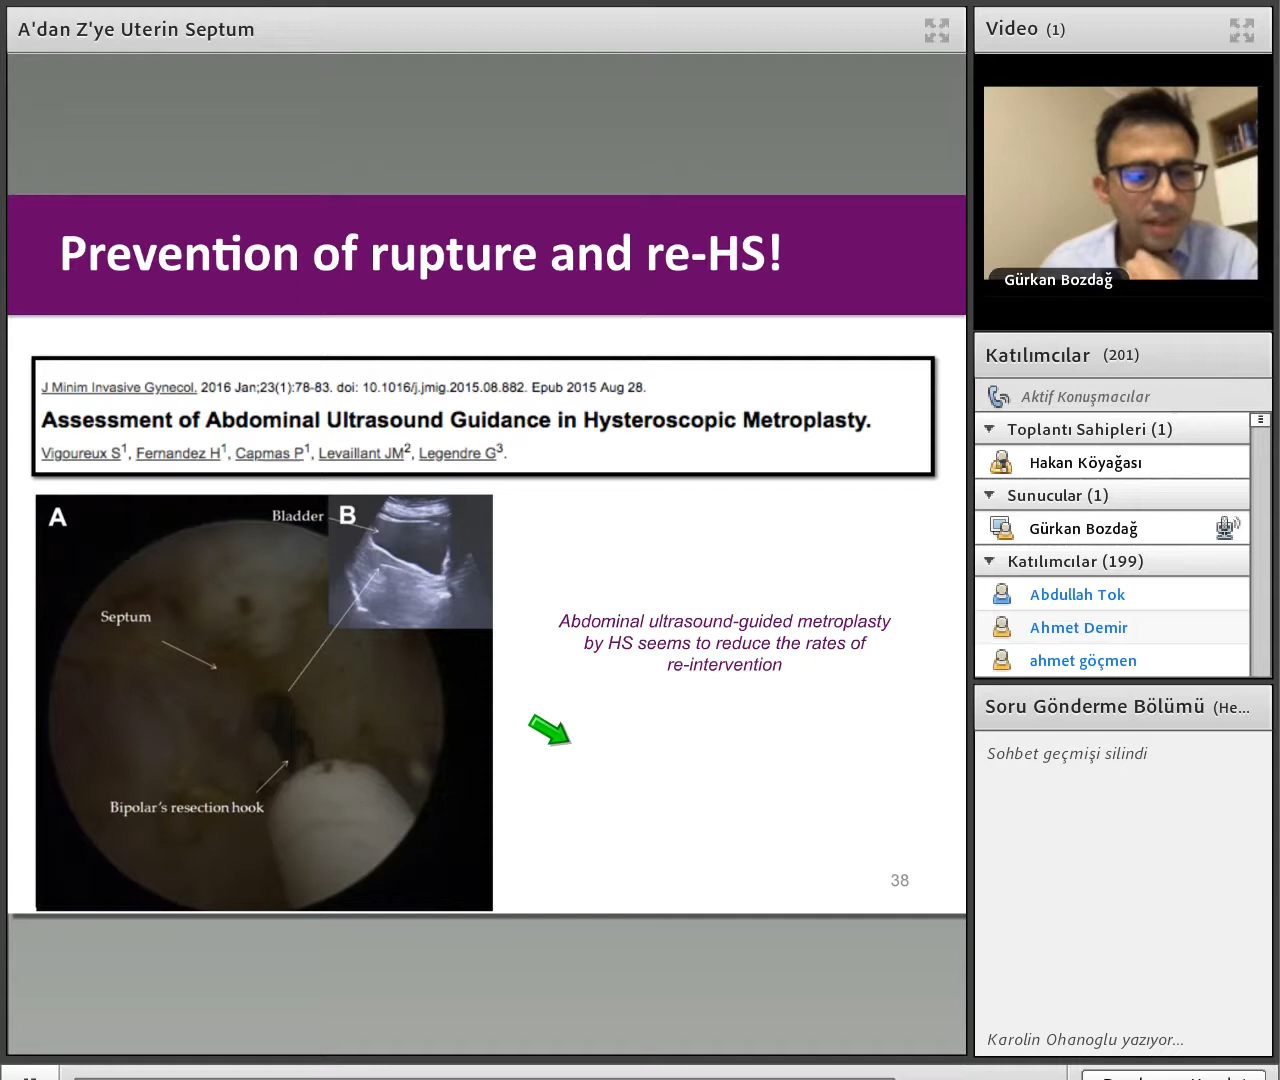 A'dan Z'ye Uterin Septum
Prevention of rupture and re-HS!
J Minim Invasive Gynecol. 2016 Jan;23(1):78-83. doi: 10.1016/j.jmig.2015.08.882. Epub 2015 Aug 28.
Assessment of Abdominal Ultrasound Guidance in Hysteroscopic Metroplasty.
Vigoureux S1, Fernandez H1, Capmas P1, Levaillant JM2, Legendre G3.
A
Bladder
B
Septum
Bipolar's resection hook
Abdominal ultrasound-guided metroplasty
by HS seems to reduce the rates of
re-intervention
38
Video (1)
Gürkan Bozdağ
Katılımcılar (201)
Aktif Konuşmacılar
Toplantı Sahipleri (1)
Hakan Köyağası
Sunucular (1)
Gürkan Bozdağ
Katılımcılar (199)
Abdullah Tok
Ahmet Demir
ahmet göçmen
Soru Gönderme Bölümü (He...
Sohbet geçmişi silindi
Karolin Ohanoglu yazıyor...